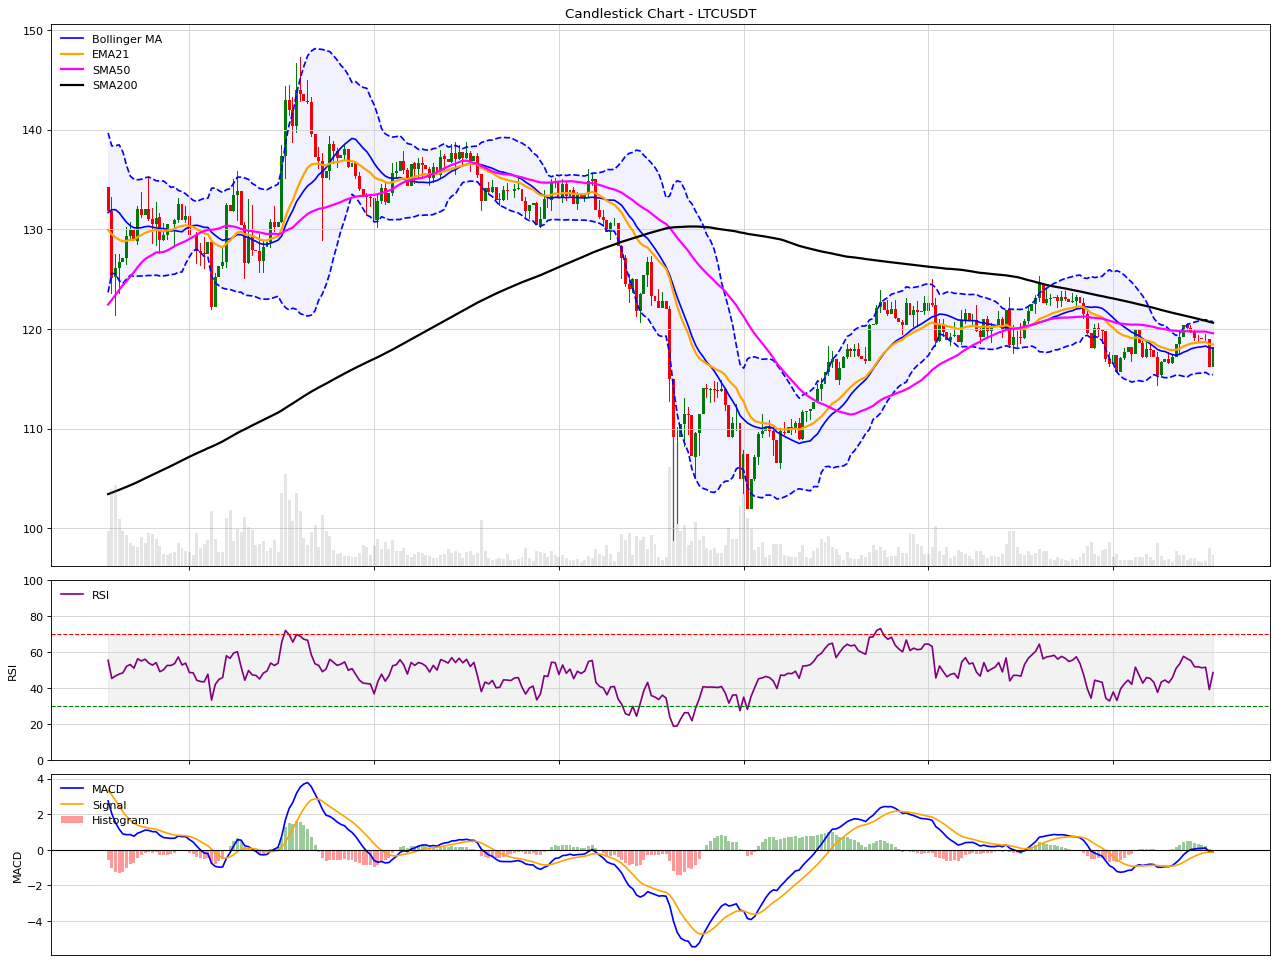 Candlestick Chart - LTCUSDT
150
140
130
120
110
100
Bollinger MA
EMA21
SMA50
SMA200
100
80
60
40
20
0
RSI
RSI
4
2
0
−2
−4
MACD
MACD
Signal
Histogram